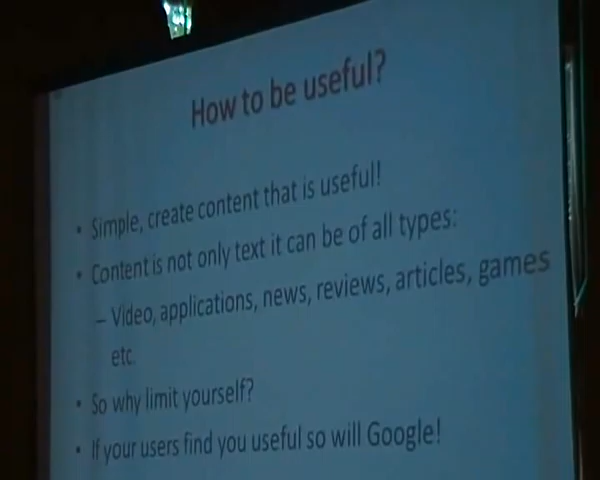 How to be useful?
• Simple, create content that is useful!
• Content is not only text it can be of all types:
– Video, applications, news, reviews, articles, games
etc.
• So why limit yourself?
• If your users find you useful so will Google!